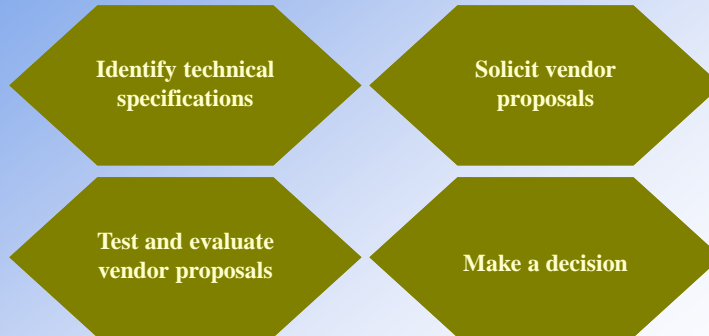 Identify technical
specifications
Solicit vendor
proposals
Test and evaluate
vendor proposals
Make a decision